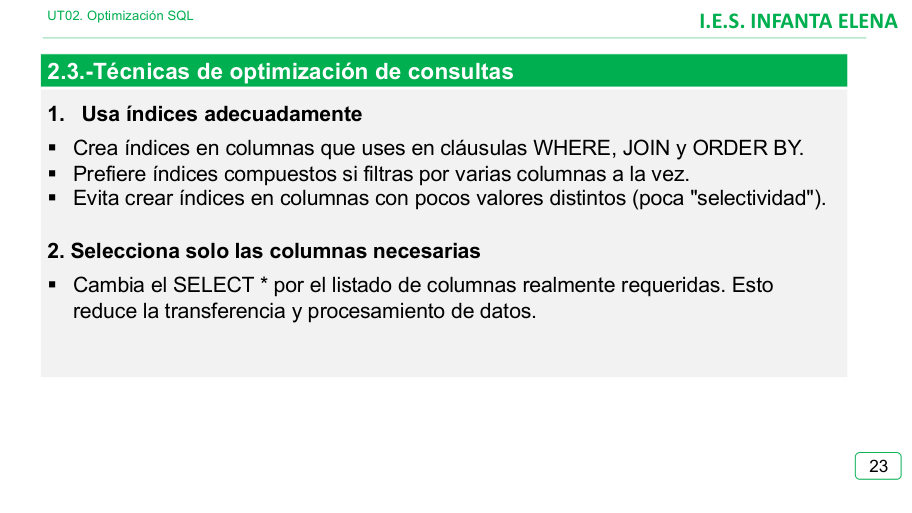 UT02. Optimización SQL
I.E.S. INFANTA ELENA
2.3.-Técnicas de optimización de consultas
1. Usa índices adecuadamente
▪ Crea índices en columnas que uses en cláusulas WHERE, JOIN y ORDER BY.
▪ Prefiere índices compuestos si filtras por varias columnas a la vez.
▪ Evita crear índices en columnas con pocos valores distintos (poca "selectividad").
2. Selecciona solo las columnas necesarias
▪ Cambia el SELECT * por el listado de columnas realmente requeridas. Esto
reduce la transferencia y procesamiento de datos.
23